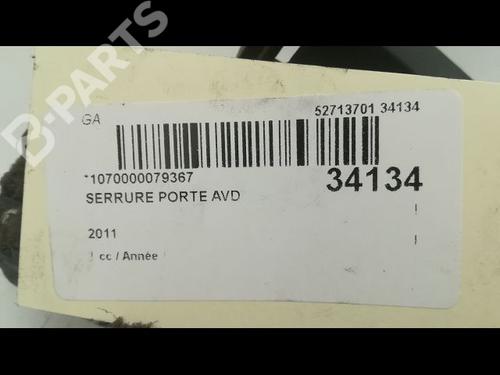 B-PARTS
GA
52713701 34134
*1070000079367
34134
SERRURE PORTE AVD
2011
cc / Année